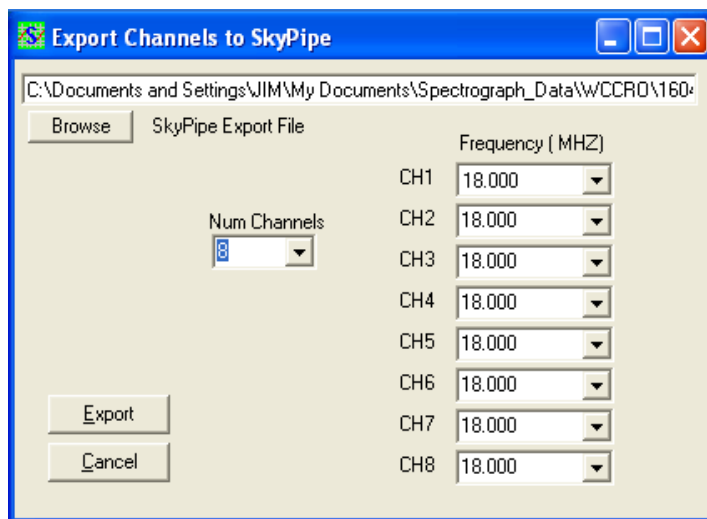 Export Channels to SkyPipe
C:\Documents and Settings\JIM\My Documents\Spectrograph_Data\WCCRO\1604
Browse SkyPipe Export File
Frequency ( MHZ)
Num Channels
8
CH1 18.000
CH2 18.000
CH3 18.000
CH4 18.000
CH5 18.000
CH6 18.000
CH7 18.000
CH8 18.000
Export
Cancel